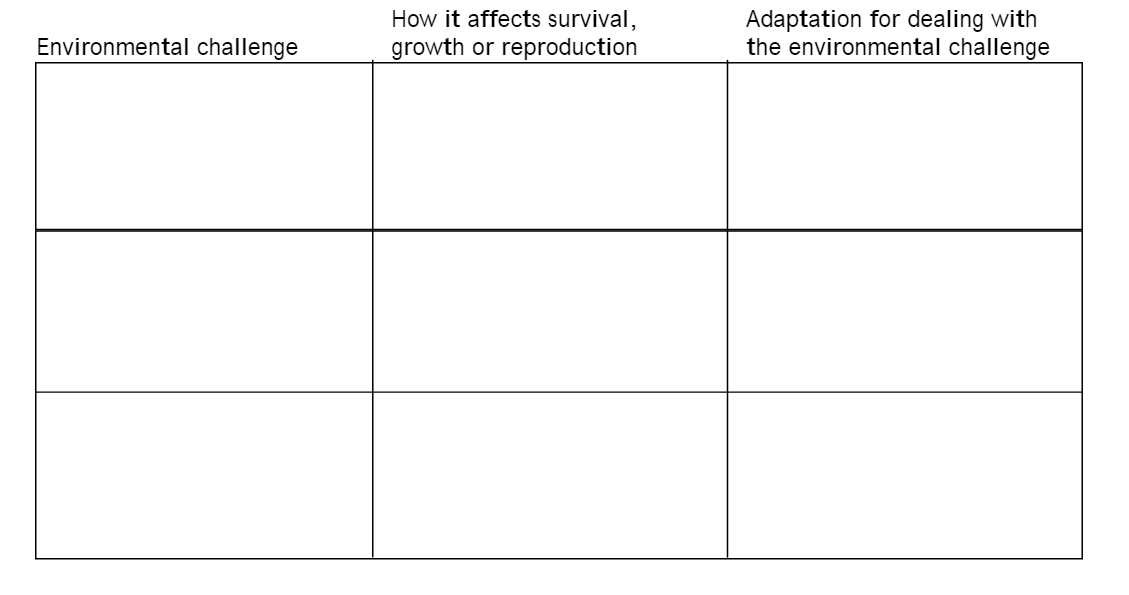 Environmental challenge
How it affects survival,
growth or reproduction
Adaptation for dealing with
the environmental challenge